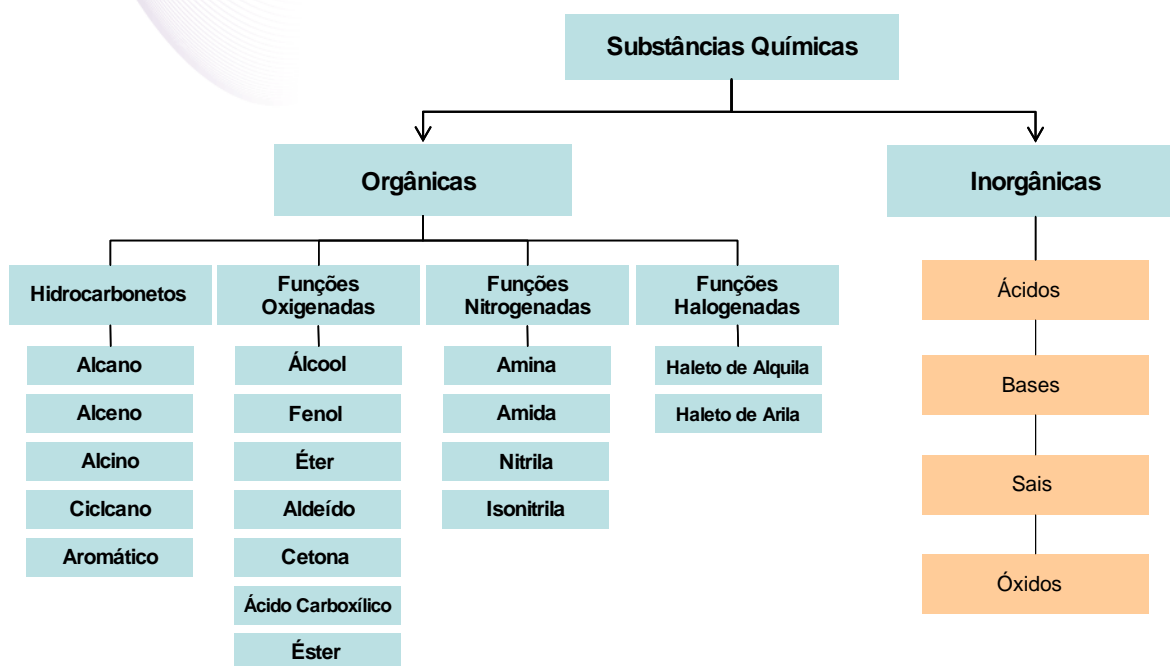 Substâncias Químicas
Orgânicas
Inorgânicas
Hidrocarbonetos
Alcano
Alceno
Alcino
Ciclcano
Aromático
Funções
Oxigenadas
Álcool
Fenol
Éter
Aldeído
Cetona
Ácido Carboxílico
Éster
Funções
Nitrogenadas
Amina
Amida
Nitrila
Isonitrila
Funções
Halogenadas
Haleto de Alquila
Haleto de Arila
Ácidos
Bases
Sais
Óxidos